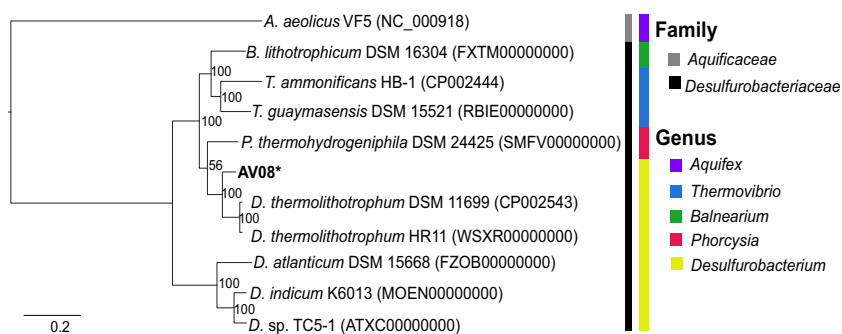 A. aeolicus VF5 (NC_000918)
B. lithotrophicum DSM 16304 (FXTM00000000)
100
T. ammonificans HB-1 (CP002444)
100
T. guaymasensis DSM 15521 (RBIE00000000)
100
P. thermohydrogeniphila DSM 24425 (SMFV00000000)
56
AV08*
100
D. thermolithotrophum DSM 11699 (CP002543)
100
D. thermolithotrophum HR11 (WSXR00000000)
D. atlanticum DSM 15668 (FZOB00000000)
100
D. indicum K6013 (MOEN00000000)
100
D. sp. TC5-1 (ATXC00000000)
0.2
Family
Aquificaceae
Desulfurobacteriaceae
Genus
Aquifex
Thermovibrio
Balnearium
Phorcysia
Desulfurobacterium